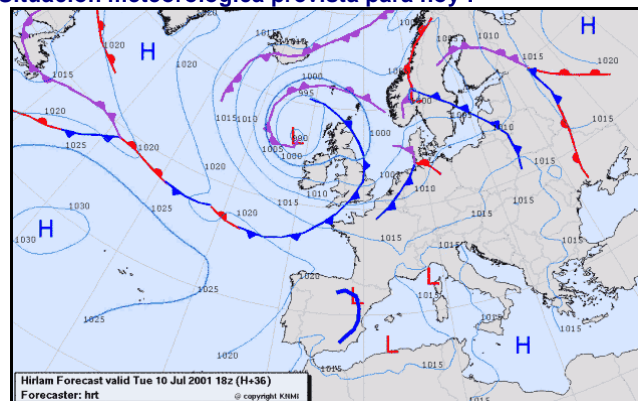 Situación meteorológica prevista para hoy :
H
1020
1020
1015
1020
1025
1020
1025
1020
1025
1030
H
1020
1000
995
990
L
1005
1000
1010
1015
1000
1005
1010
1015
1015
1015
1015
1010
1015
1020
H
1015
1015
1015
1015
1015
L
L
L
H
Hirlam Forecast valid Tue 10 Jul 2001 18z (H+36)
Forecaster: hrt
© copyright KNMI